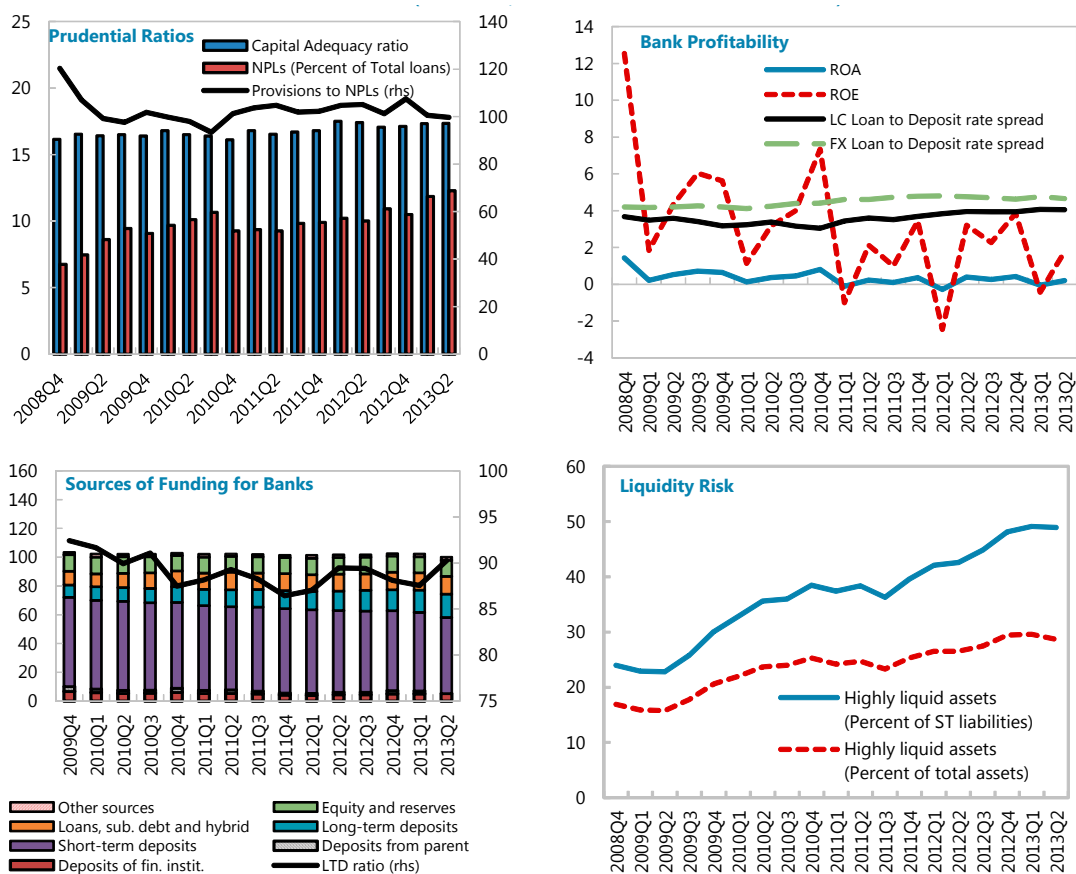 Prudential Ratios
Capital Adequacy ratio
NPLs (Percent of Total loans)
Provisions to NPLs (rhs)
25
20
15
10
5
0
140
120
100
80
60
40
20
0
2008Q4
2009Q2
2009Q4
2010Q2
2010Q4
2011Q2
2011Q4
2012Q2
2012Q4
2013Q2
Bank Profitability
ROA
ROE
LC Loan to Deposit rate spread
FX Loan to Deposit rate spread
14
12
10
8
6
4
2
0
-2
-4
2008Q4
2009Q1
2009Q2
2009Q3
2009Q4
2010Q1
2010Q2
2010Q3
2010Q4
2011Q1
2011Q2
2011Q3
2011Q4
2012Q1
2012Q2
2012Q3
2012Q4
2013Q1
2013Q2
Sources of Funding for Banks
160
140
120
100
80
60
40
20
0
100
95
90
85
80
75
2009Q4
2010Q1
2010Q2
2010Q3
2010Q4
2011Q1
2011Q2
2011Q3
2011Q4
2012Q1
2012Q2
2012Q3
2012Q4
2013Q1
2013Q2
Other sources
Equity and reserves
Loans, sub. debt and hybrid
Long-term deposits
Short-term deposits
Deposits from parent
Deposits of fin. instit.
LTD ratio (rhs)
Liquidity Risk
60
50
40
30
20
10
0
Highly liquid assets
(Percent of ST liabilities)
Highly liquid assets
(Percent of total assets)
2008Q4
2009Q1
2009Q2
2009Q3
2009Q4
2010Q1
2010Q2
2010Q3
2010Q4
2011Q1
2011Q2
2011Q3
2011Q4
2012Q1
2012Q2
2012Q3
2012Q4
2013Q1
2013Q2